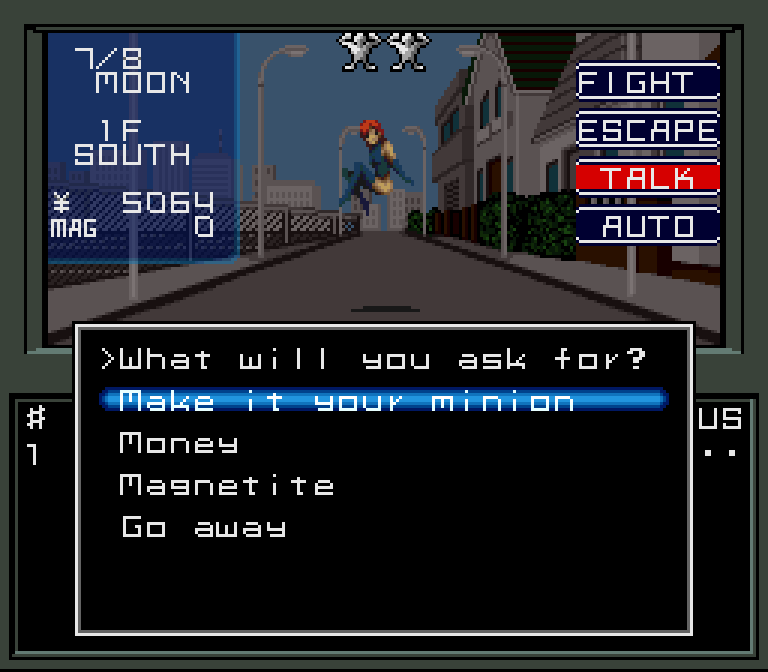 7/8
MOON
1F
SOUTH
¥ 5064
MAG 0
FIGHT
ESCAPE
TALK
AUTO
>What will you ask for?
Make it your minion
Money
Magnetite
Go away
#
1
US
..